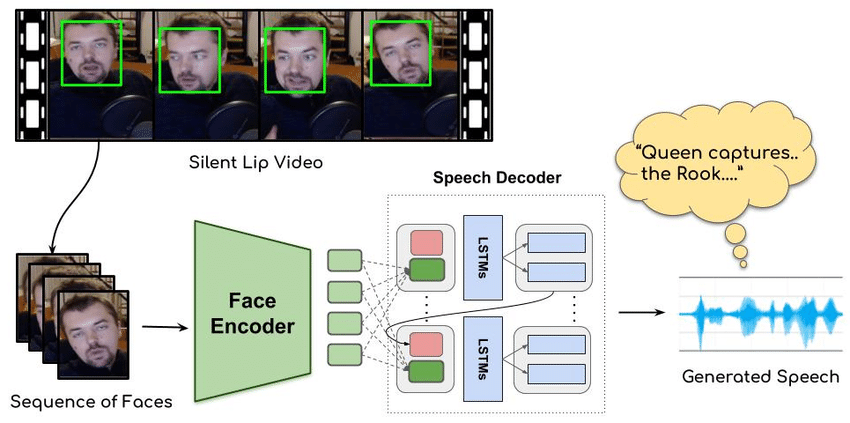 Silent Lip Video
Speech Decoder
"Queen captures..
the Rook...."
Face
Encoder
LSTMs
LSTMs
Sequence of Faces
Generated Speech